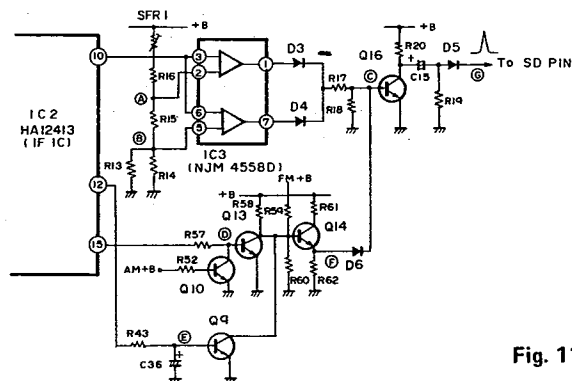 SFR1
+B
+B
10
R16
3
2
1
D3
Q16
R20
D5
C15
To SD PIN
G
A
R15
R17
C
R18
R19
IC2
HA12413
(IF IC)
6
5
7
D4
B
IC3
(NJM 4558D)
R13
R14
FM+B
+B
R58
R59
R61
12
Q13
Q14
15
R57
D
R52
AM+B
Q10
F
D6
R60
R62
R43
E
Q9
C36
Fig. 11